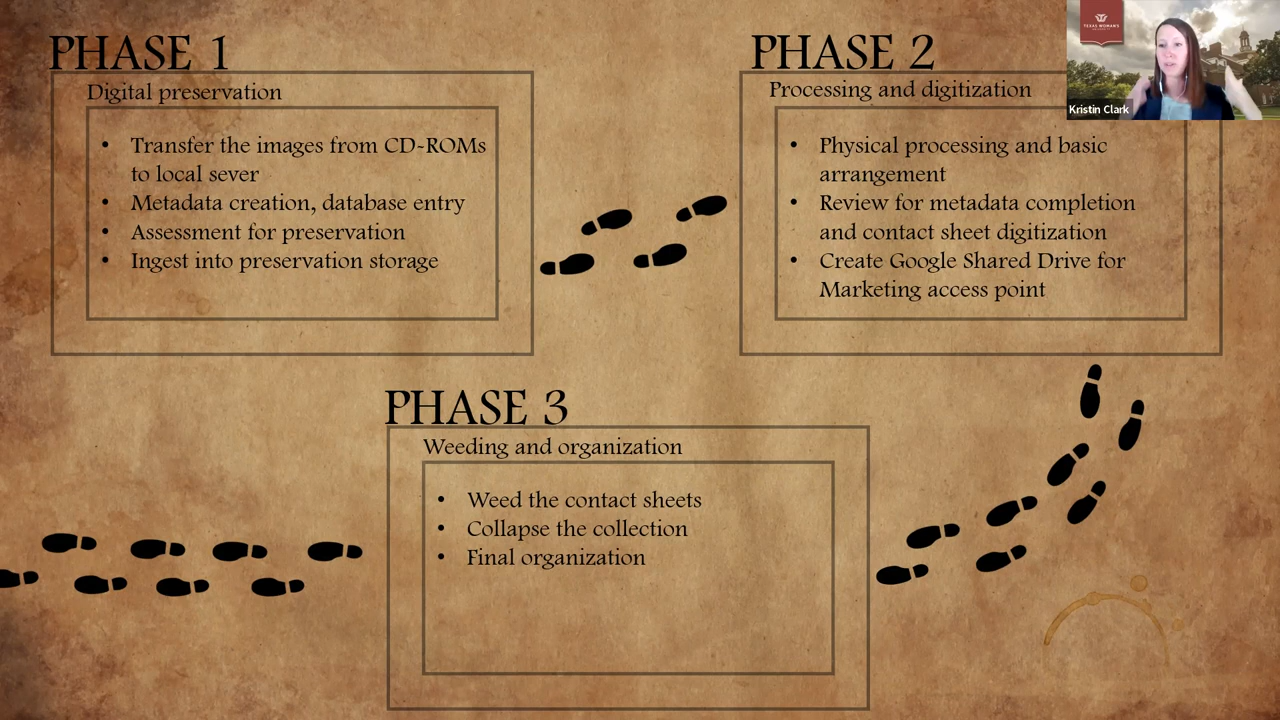 PHASE 1
Digital preservation
• Transfer the images from CD-ROMs
to local sever
• Metadata creation, database entry
• Assessment for preservation
• Ingest into preservation storage
PHASE 2
Processing and digitization
• Physical processing and basic
arrangement
• Review for metadata completion
and contact sheet digitization
• Create Google Shared Drive for
Marketing access point
TEXAS WOMAN'S
Kristin Clark
PHASE 3
Weeding and organization
• Weed the contact sheets
• Collapse the collection
• Final organization